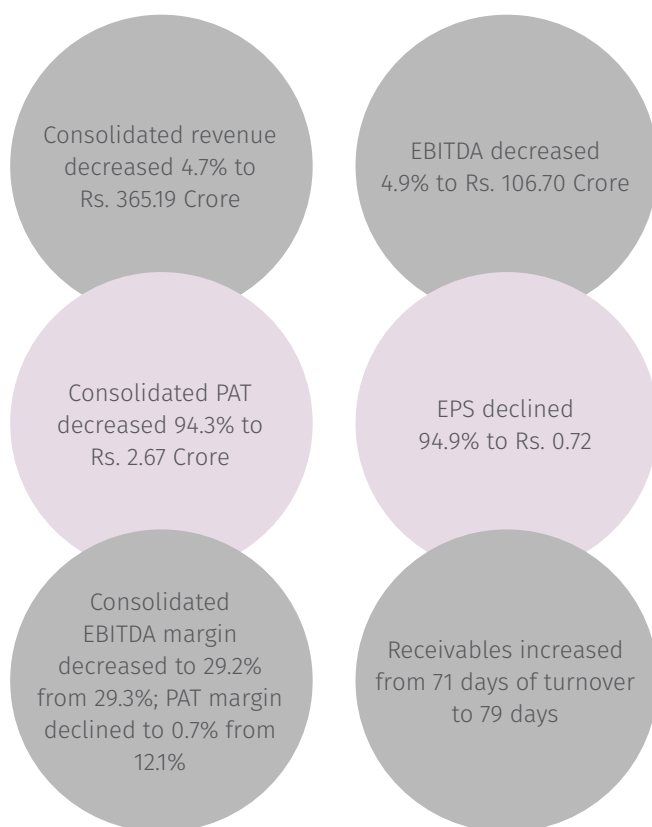 Consolidated revenue
decreased 4.7% to
Rs. 365.19 Crore
EBITDA decreased
4.9% to Rs. 106.70 Crore
Consolidated PAT
decreased 94.3% to
Rs. 2.67 Crore
EPS declined
94.9% to Rs. 0.72
Consolidated
EBITDA margin
decreased to 29.2%
from 29.3%; PAT margin
declined to 0.7% from
12.1%
Receivables increased
from 71 days of turnover
to 79 days